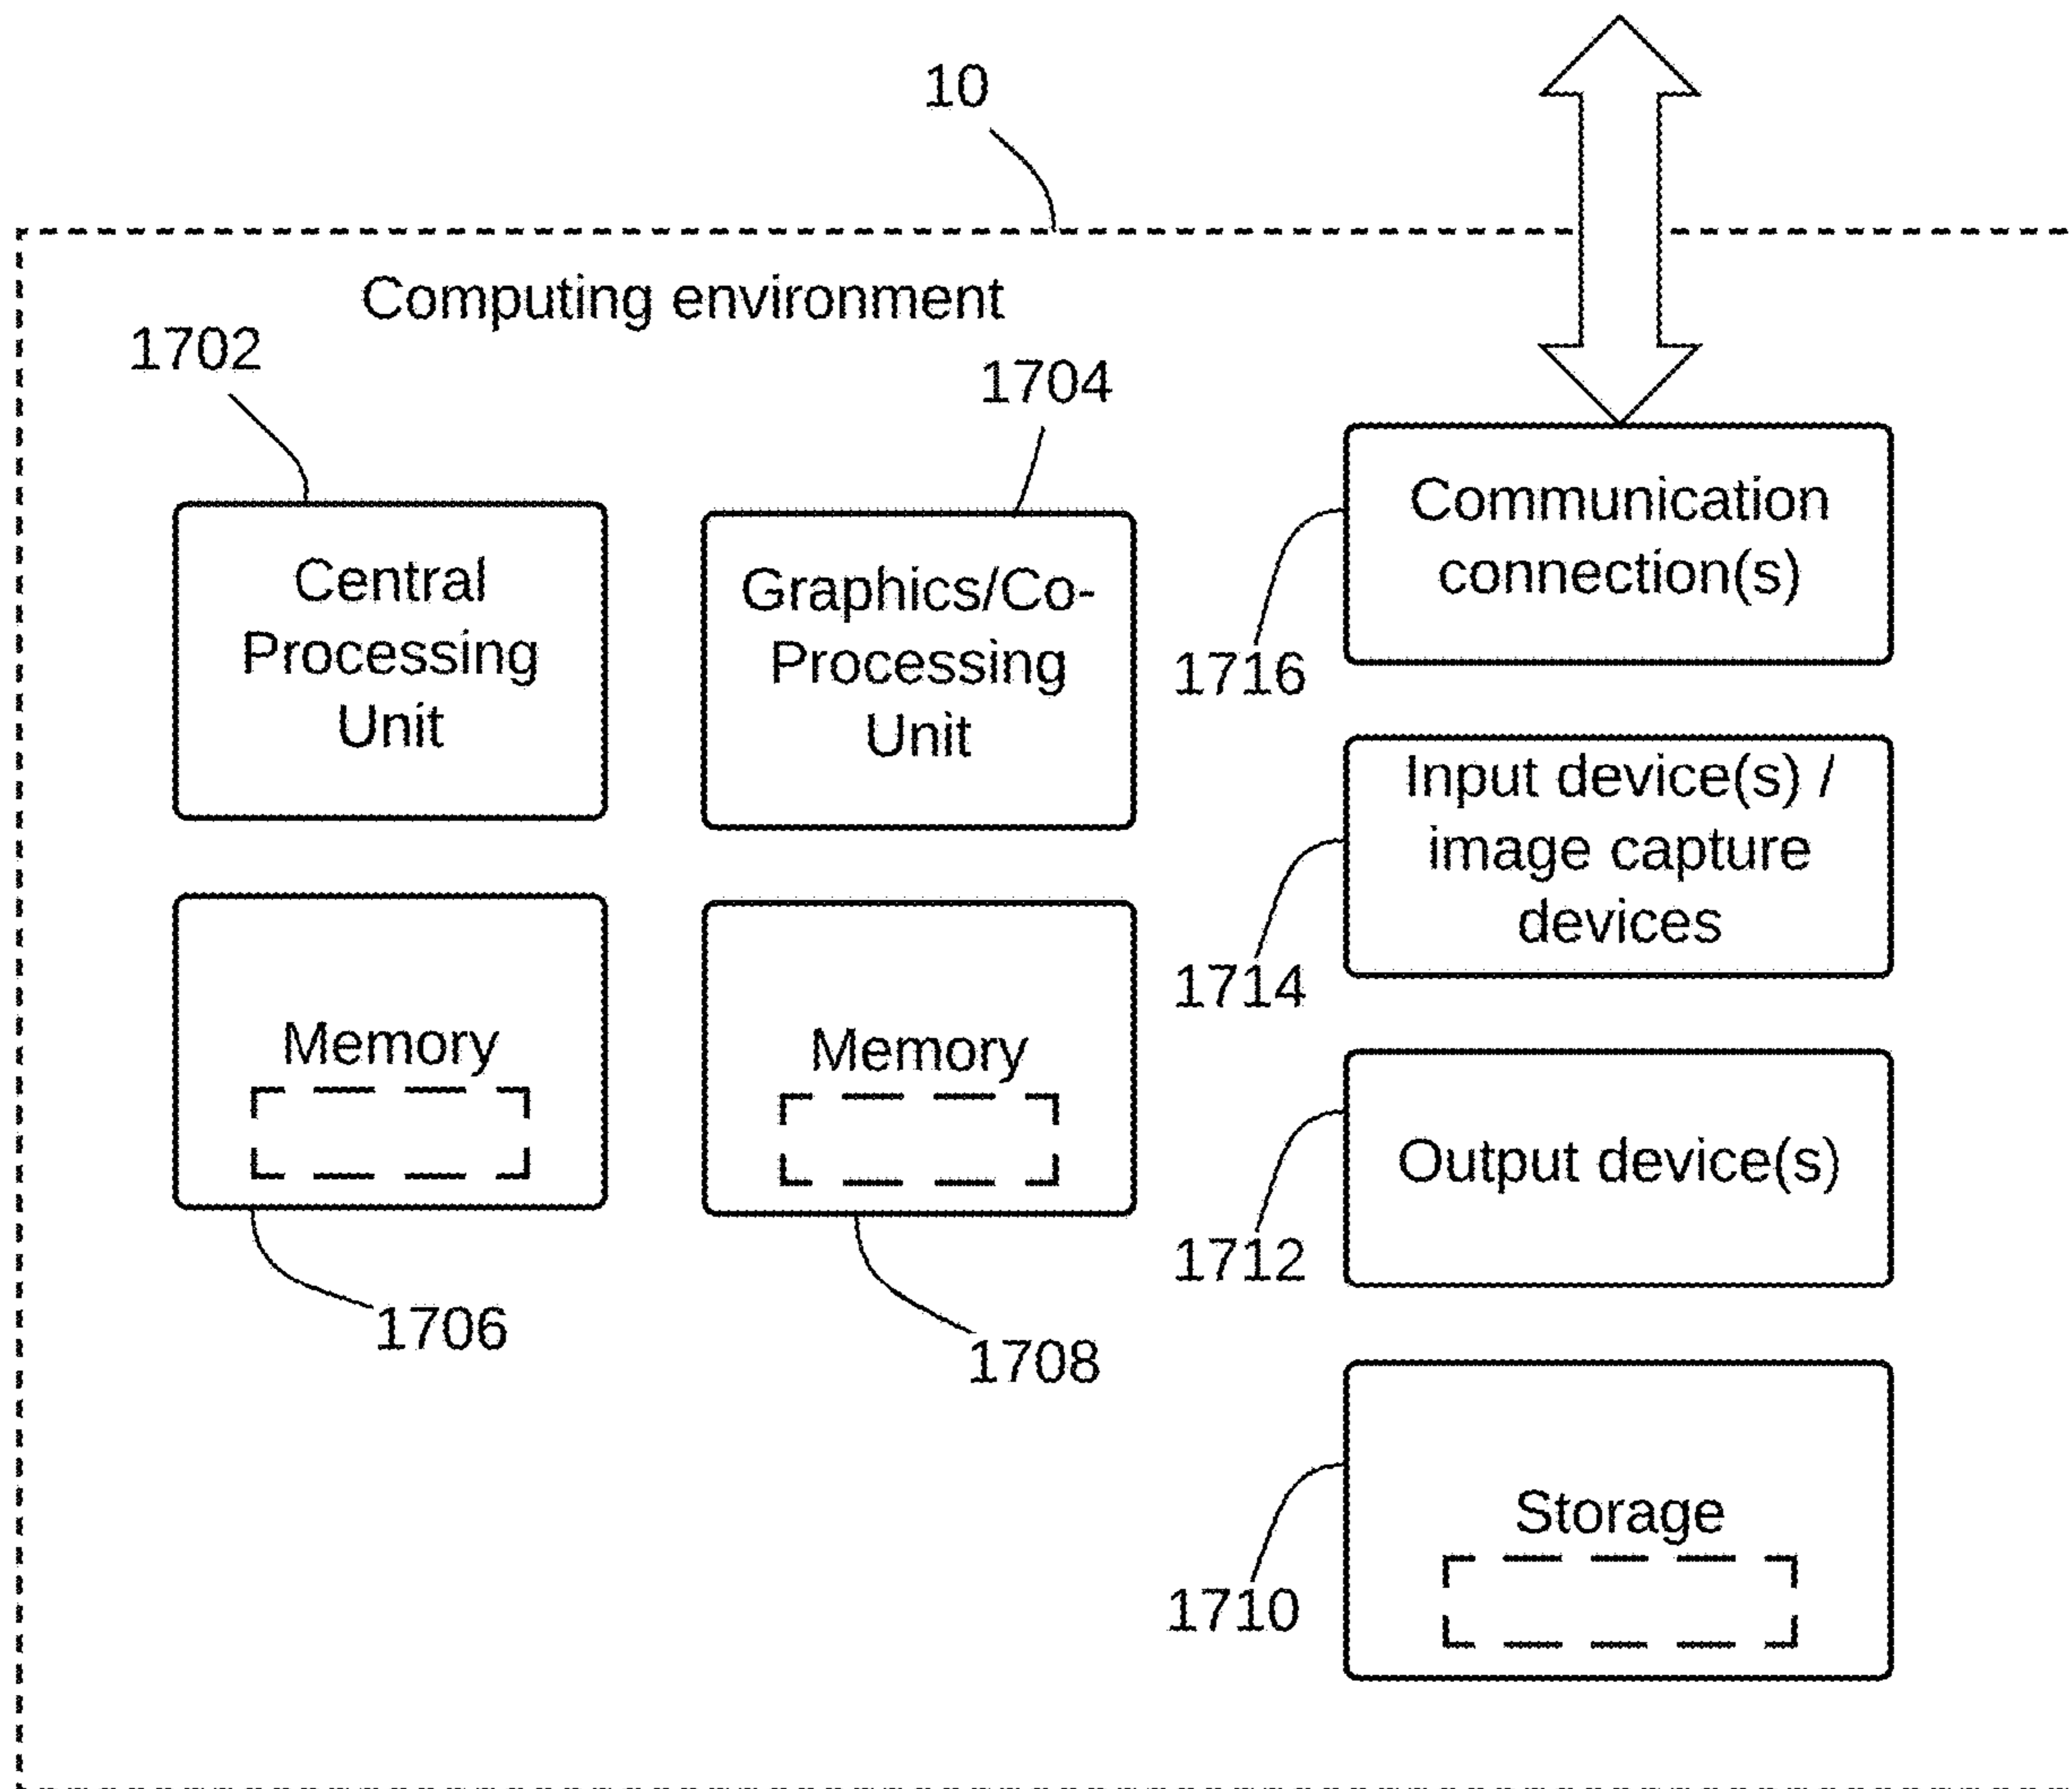 10
Computing environment
1702
1704
Central
Processing
Unit
Graphics/Co-
Processing
Unit
Communication
connection(s)
1716
Input device(s) /
image capture
devices
1714
Memory
Memory
Output device(s)
1712
1706
1708
Storage
1710